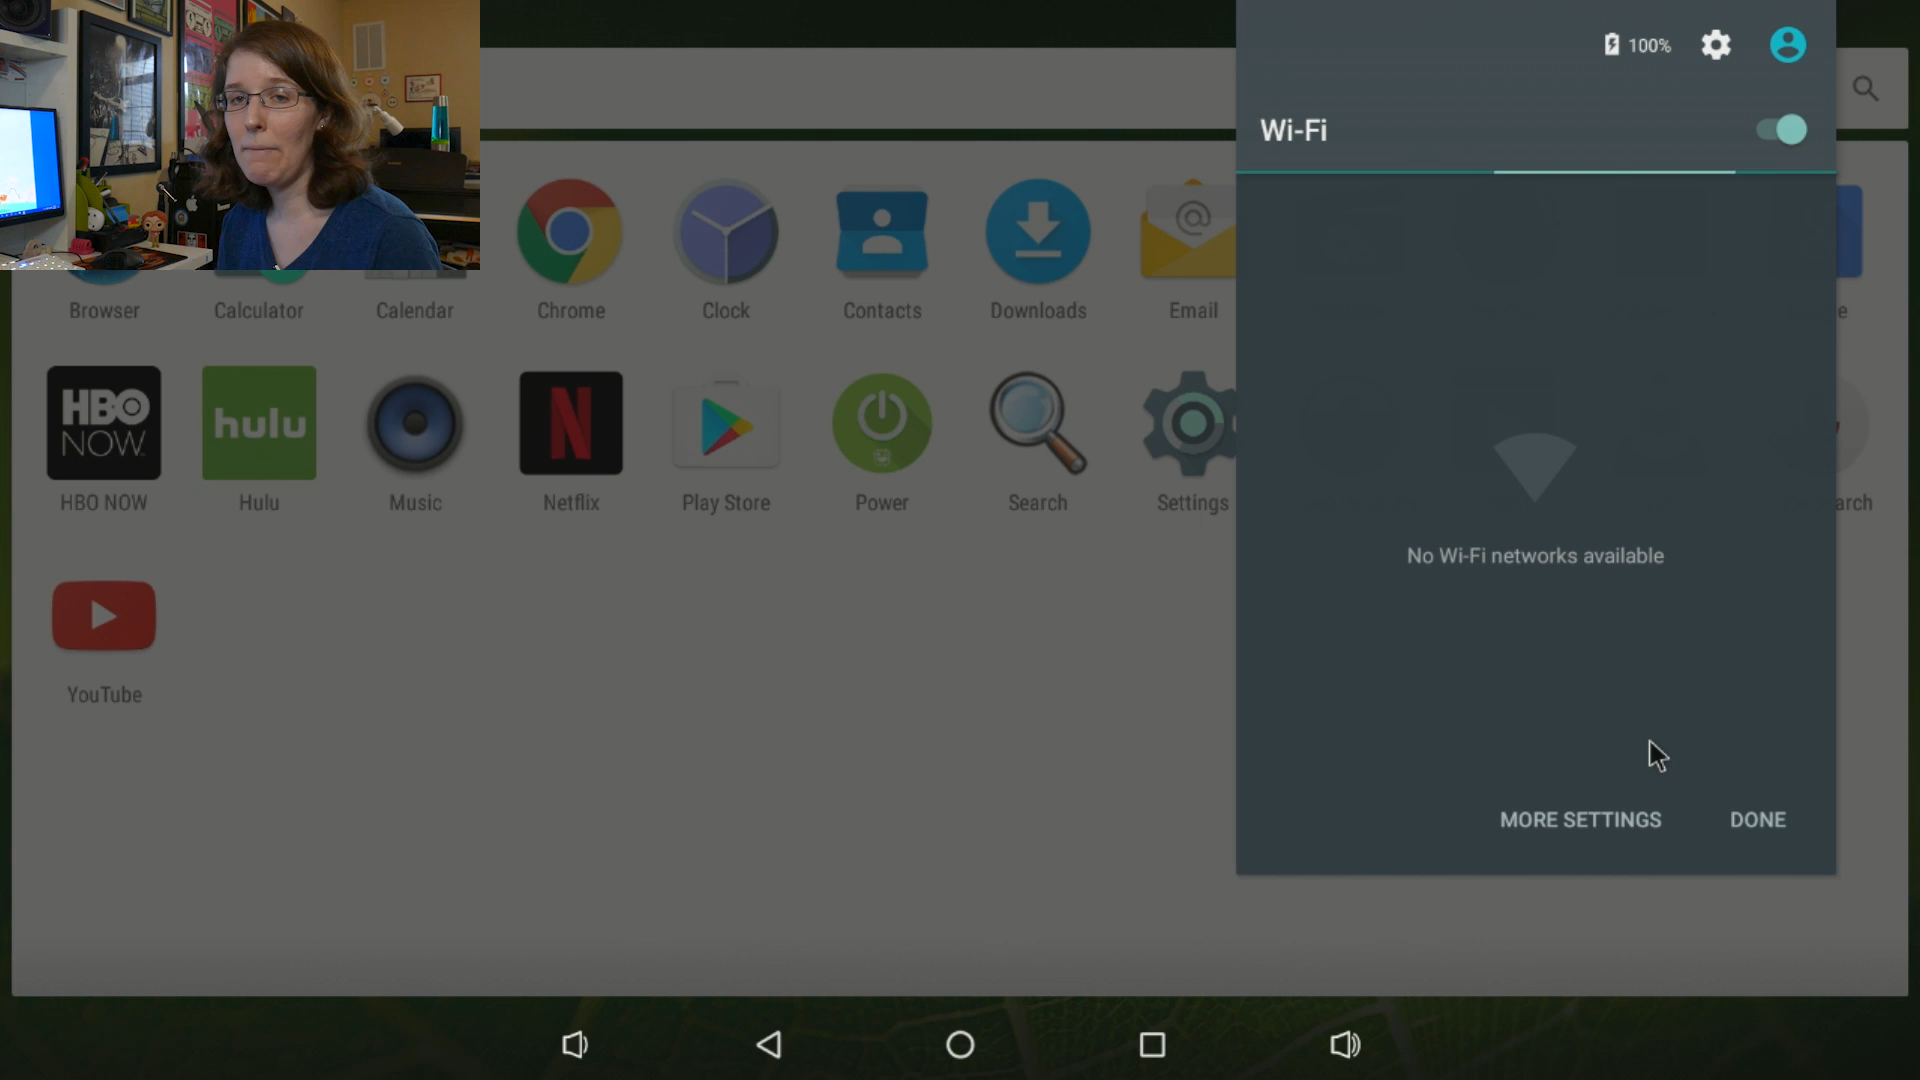 100%
Wi-Fi
Browser Calculator Calendar Chrome Clock Contacts Downloads Email e
HBO
NOW
hulu
HBO NOW Hulu Music Netflix Play Store Power Search Settings arch
No Wi-Fi networks available
YouTube
MORE SETTINGS DONE